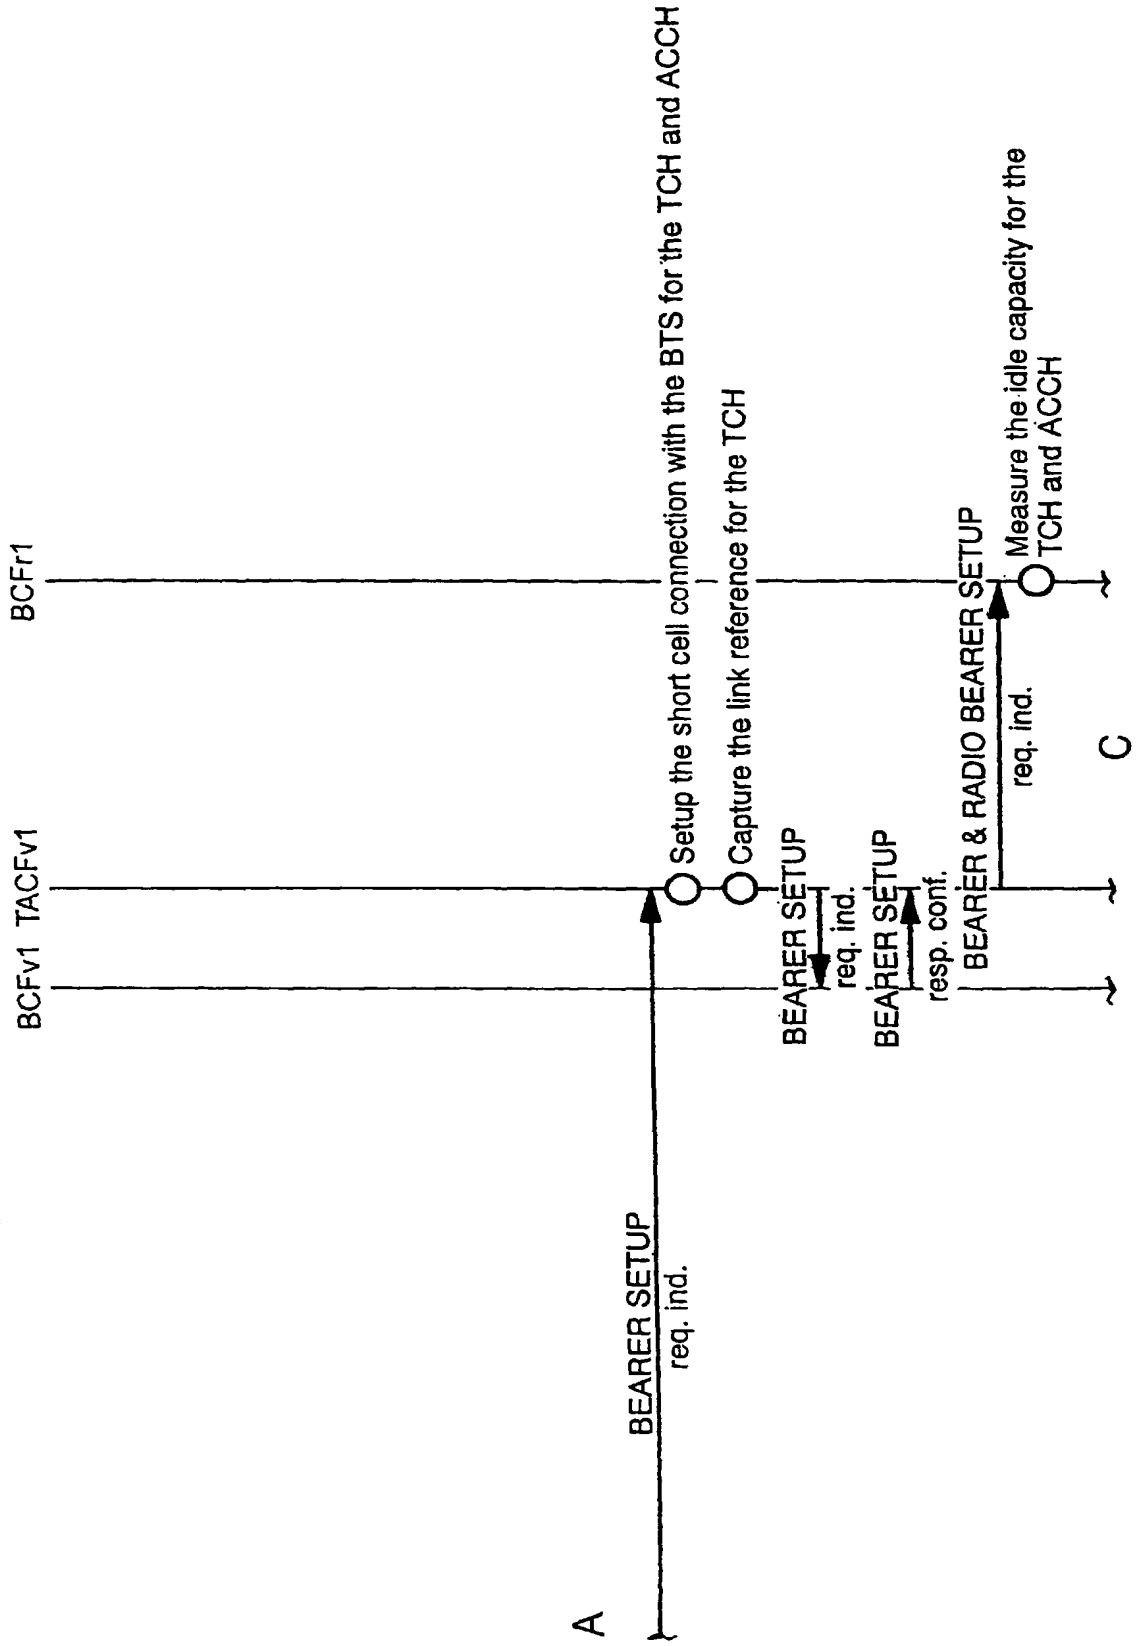 BCFv1 TACFv1
BCFr1
A
BEARER SETUP
req. ind.
Setup the short cell connection with the BTS for the TCH and ACCH
Capture the link reference for the TCH
BEARER SETUP
req. ind.
BEARER SETUP
resp. conf.
BEARER & RADIO BEARER SETUP
req. ind.
Measure the idle capacity for the
TCH and ACCH
C